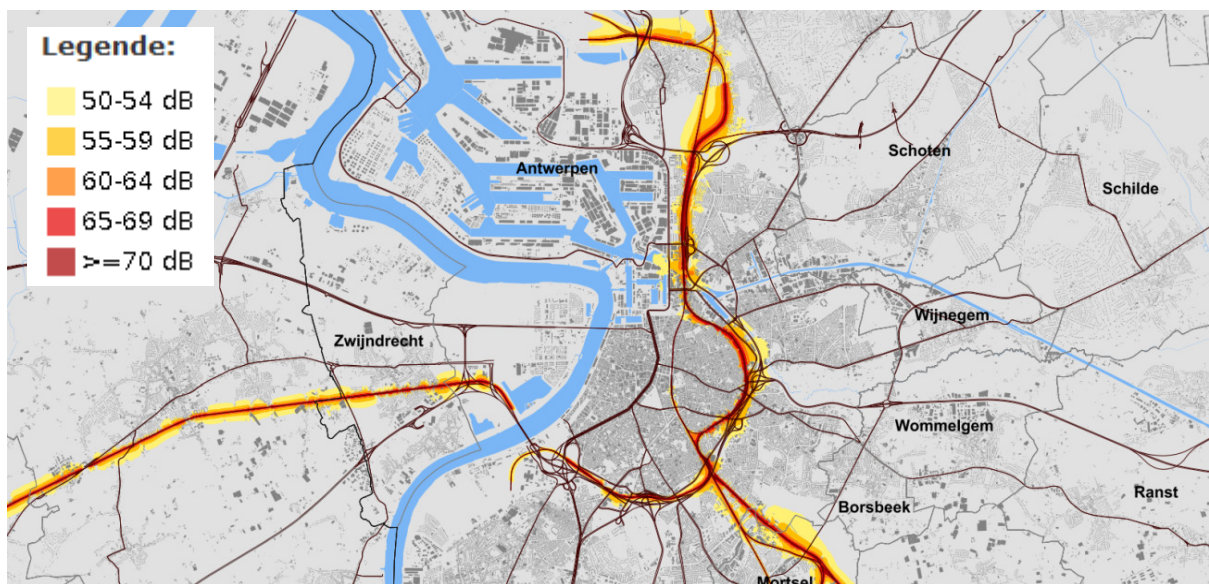 Legende:
50-54 dB
55-59 dB
60-64 dB
65-69 dB
>=70 dB
Antwerpen
Schoten
Schilde
Wijnegem
Zwijndrecht
Wommelgem
Ranst
Borsbeek
Mortsel